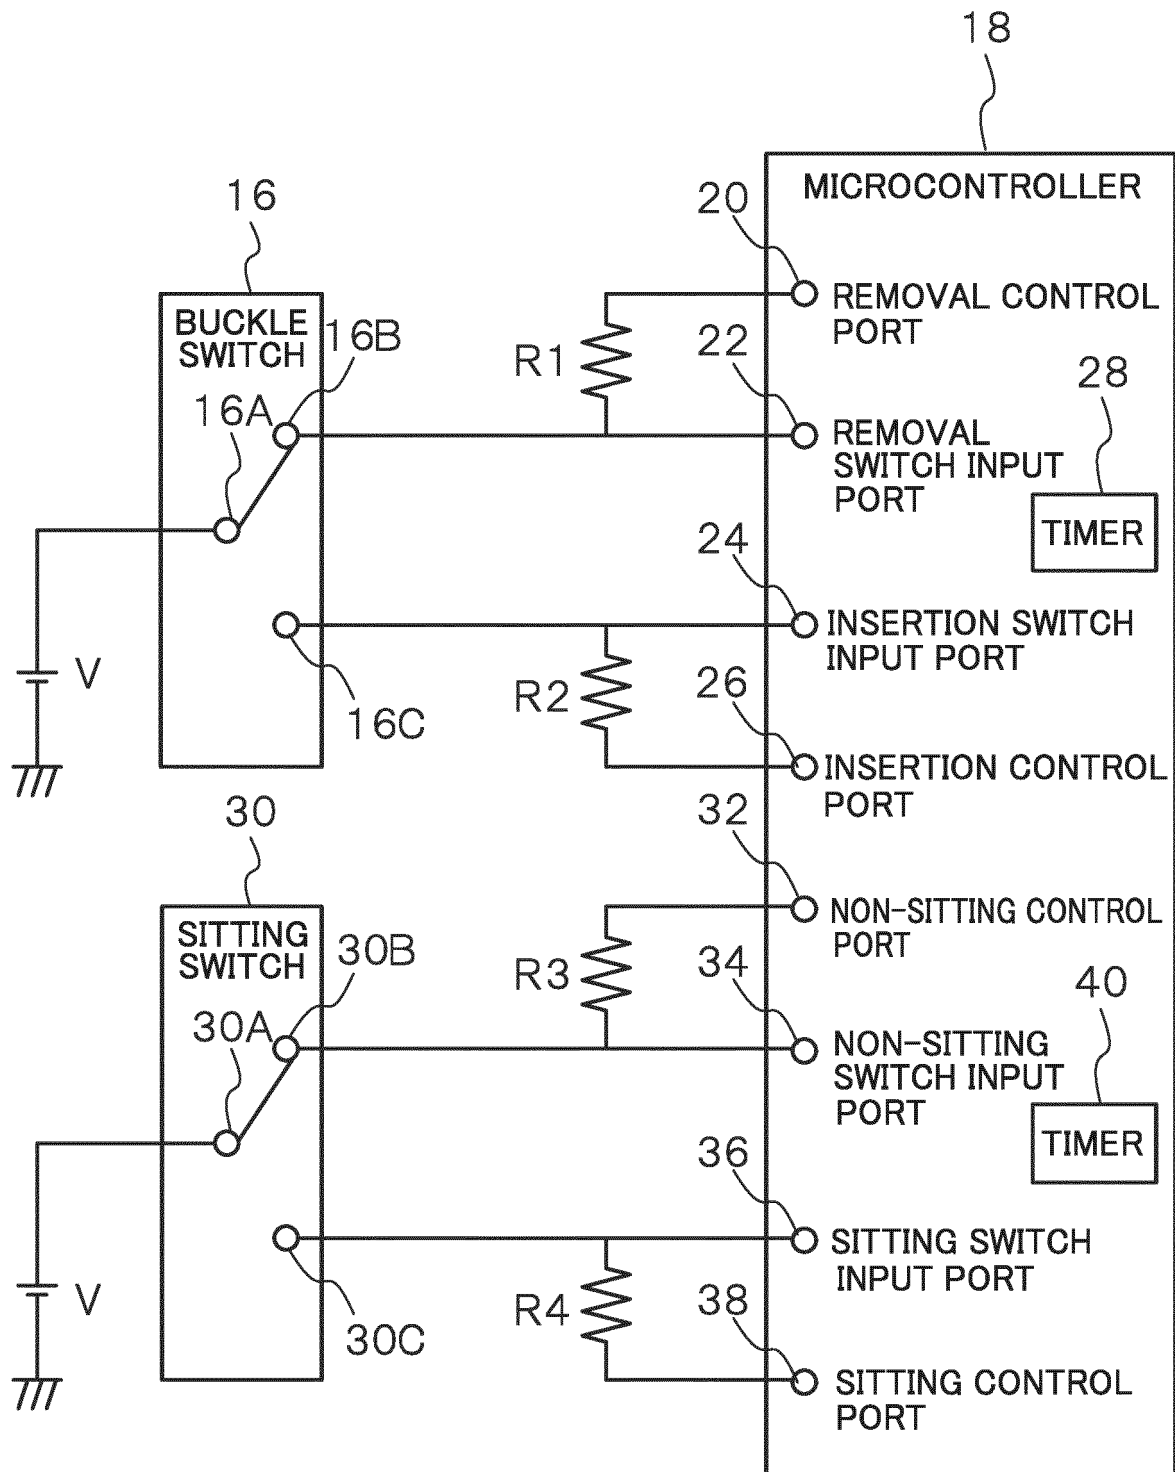 18
MICROCONTROLLER
16
20
REMOVAL CONTROL
PORT
BUCKLE
SWITCH
16B
R1
22
28
16A
REMOVAL
SWITCH INPUT
PORT
TIMER
24
INSERTION SWITCH
INPUT PORT
V
R2
26
16C
INSERTION CONTROL
PORT
30
32
NON-SITTING CONTROL
PORT
SITTING
SWITCH
30B
R3
34
40
30A
NON-SITTING
SWITCH INPUT
PORT
TIMER
36
SITTING SWITCH
INPUT PORT
V
R4
38
30C
SITTING CONTROL
PORT